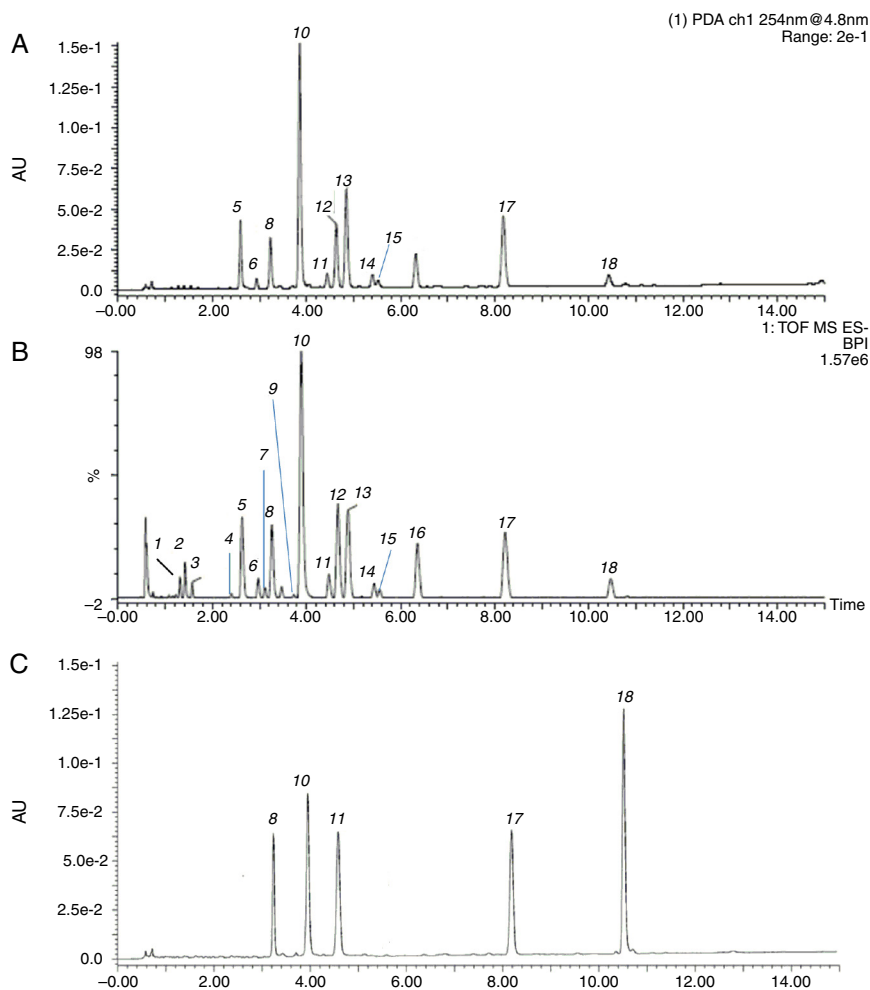 (1) PDA ch1 254nm@4.8nm
Range: 2e-1
A
10
1.5e-1
1.25e-1
1.0e-1
AU
7.5e-2
13
5.0e-2
5
12
17
8
15
2.5e-2
6
11
14
18
0.0
–0.00 2.00 4.00 6.00 8.00 10.00 12.00 14.00
1: TOF MS ES-
BPI
1.57e6
B
98
10
9
7
%
5
12
13
8
1
2
4
15
16
17
3
6
11
14
18
–2
Time
–0.00 2.00 4.00 6.00 8.00 10.00 12.00 14.00
C
1.5e-1
18
1.25e-1
1.0e-1
10
AU
7.5e-2
8
11
17
5.0e-2
2.5e-2
0.0
–0.00 2.00 4.00 6.00 8.00 10.00 12.00 14.00